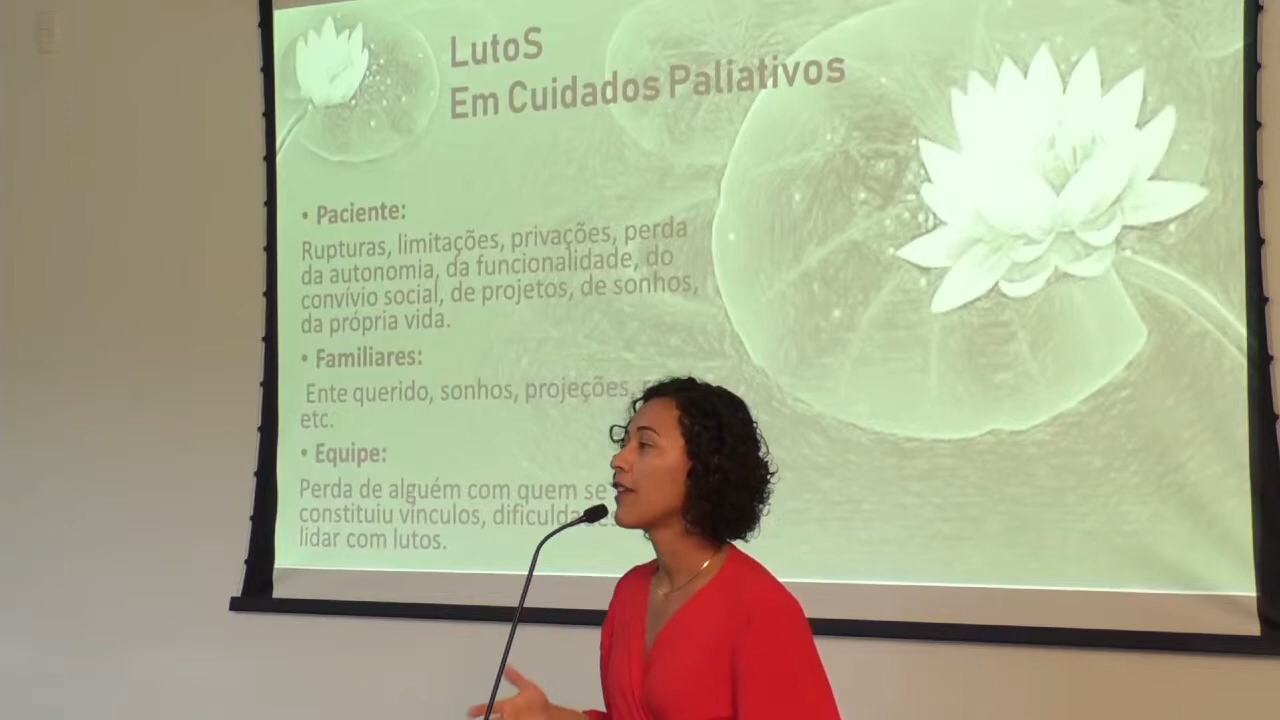 LutoS
Em Cuidados Paliativos
• Paciente:
Rupturas, limitações, privações, perda
da autonomia, da funcionalidade, do
convívio social, de projetos, de sonhos,
da própria vida.
• Familiares:
Ente querido, sonhos, projeções,
etc.
• Equipe:
Perda de alguém com quem se
constituiu vínculos, dificuldades
lidar com lutos.